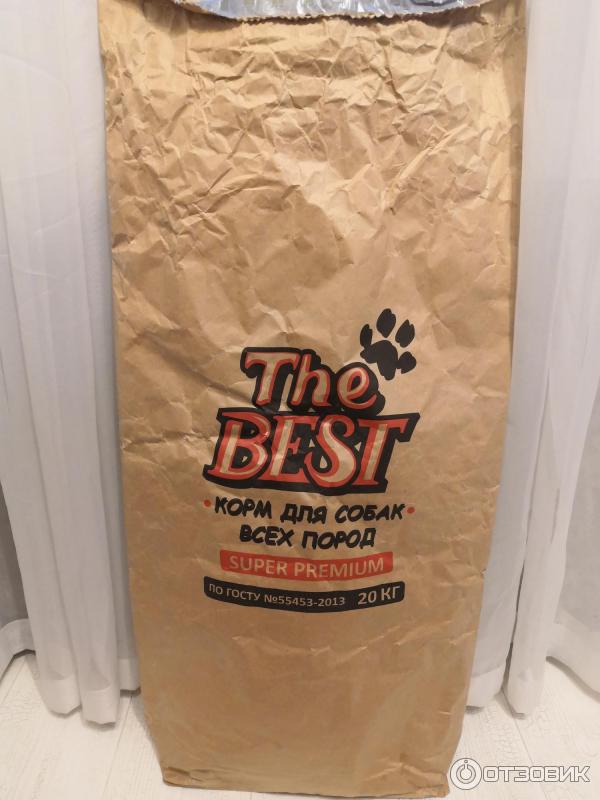 The
BEST
• КОРМ ДЛЯ СОБАК •
ВСЕХ ПОРОД
SUPER PREMIUM
ПО ГОСТУ №55453-2013 20 КГ
ОТЗОВИК